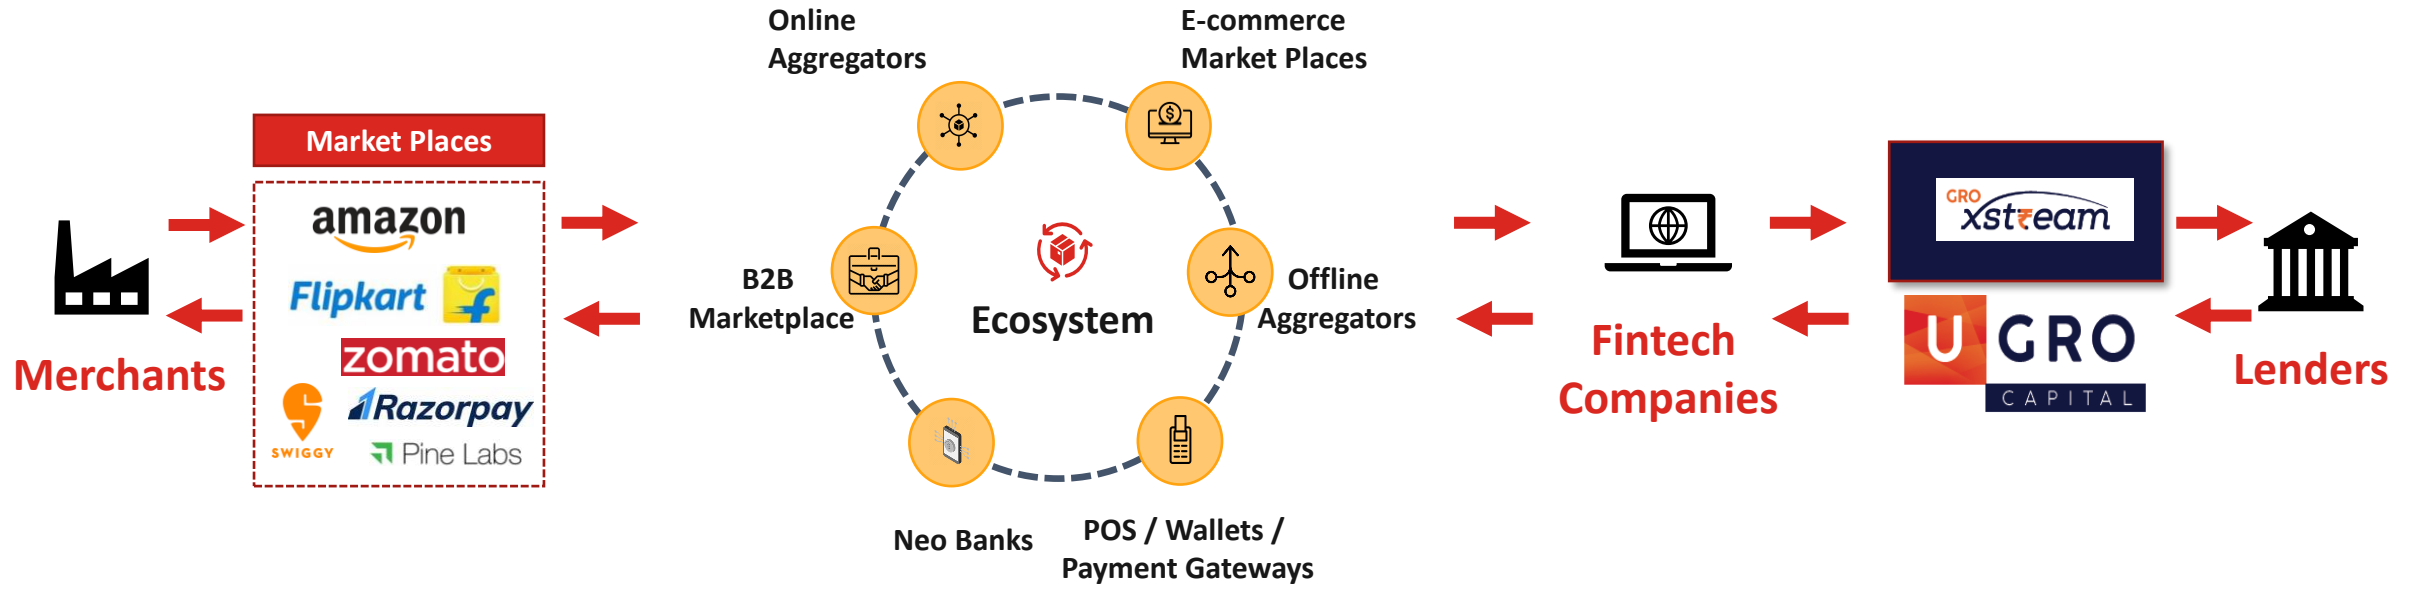 Merchants
Market Places
amazon
Flipkart
zomato
SWIGGY
Razorpay
Pine Labs
Online
Aggregators
E-commerce
Market Places
B2B
Marketplace
Ecosystem
Offline
Aggregators
Neo Banks
POS / Wallets /
Payment Gateways
Fintech
Companies
GRO
xst₹eam
U GRO
CAPITAL
Lenders